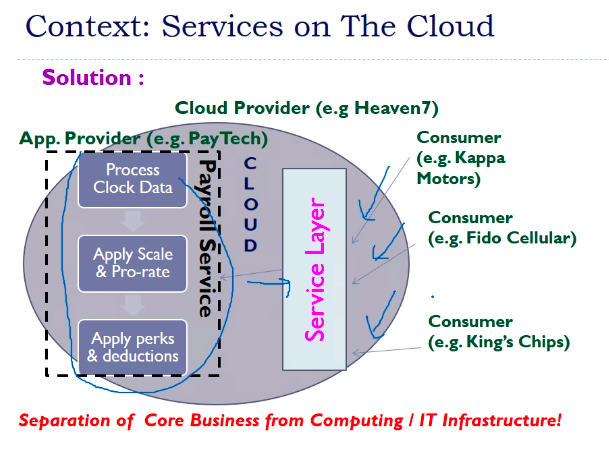 Context: Services on The Cloud
Solution :
Cloud Provider (e.g Heaven7)
App. Provider (e.g. PayTech)
Process
Clock Data
Apply Scale
& Pro-rate
Apply perks
& deductions
Payroll Service
CLOUD
Service Layer
Consumer
(e.g. Kappa
Motors)
Consumer
(e.g. Fido Cellular)
Consumer
(e.g. King's Chips)
Separation of Core Business from Computing / IT Infrastructure!